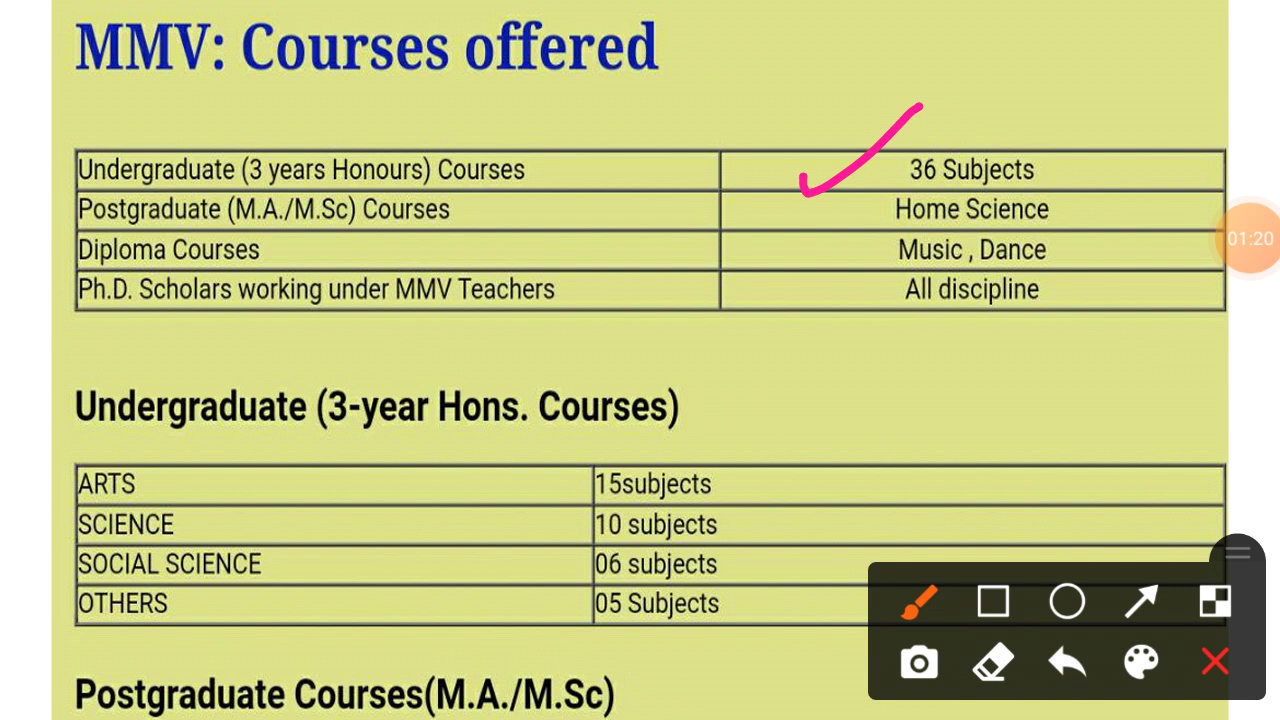 MMV: Courses offered
Undergraduate (3 years Honours) Courses 36 Subjects
Postgraduate (M.A./M.Sc) Courses Home Science
Diploma Courses Music , Dance
Ph.D. Scholars working under MMV Teachers All discipline
01:20
Undergraduate (3-year Hons. Courses)
ARTS 15subjects
SCIENCE 10 subjects
SOCIAL SCIENCE 06 subjects
OTHERS 05 Subjects
Postgraduate Courses(M.A./M.Sc)